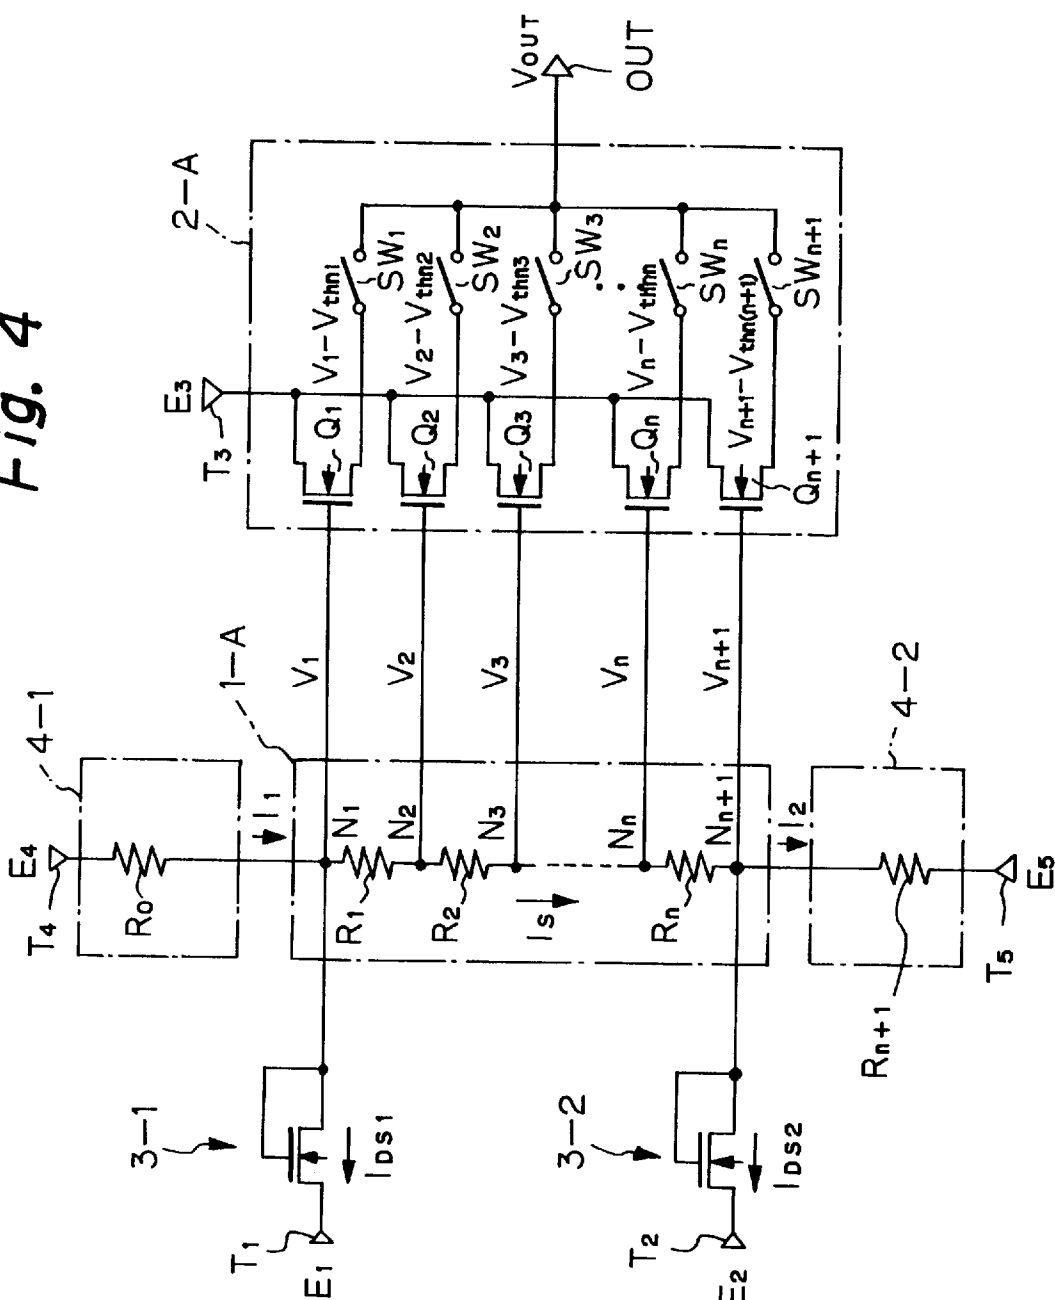 Fig. 4
2-A
VOUT
OUT
E3
T3
V1-Vthn1
SW1
Q1
V2-Vthn2
SW2
Q2
V3-Vthn3
SW3
Q3
Vn-Vthnn
SWn
Qn
Vn+1-Vthn(n+1)
SWn+1
Qn+1
4-1
1-A
4-2
V1
V2
V3
Vn
Vn+1
E4
T4
R0
I1
N1
R1
N2
R2
N3
IS
Nn
Rn
Nn+1
I2
E5
T5
Rn+1
3-1
IDS1
T1
E1
3-2
IDS2
T2
E2